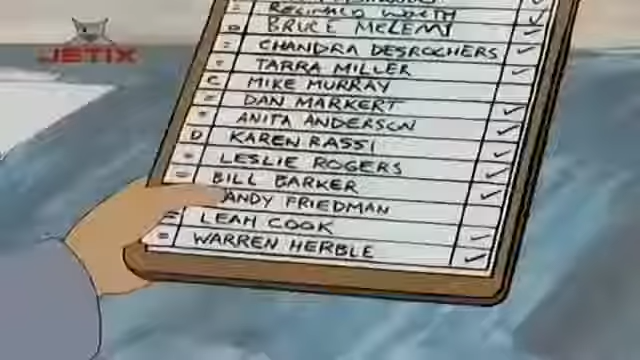 JETIX
BRUCE
CHANDRA DESROCHERS
TARRA MILLER
C MIKE MURRAY
DAN MARKERT
ANITA ANDERSON
D KAREN RASSI
LESLIE ROGERS
BILL BARKER
ANDY FRIEDMAN
LEAH COOK
WARREN HERBLE